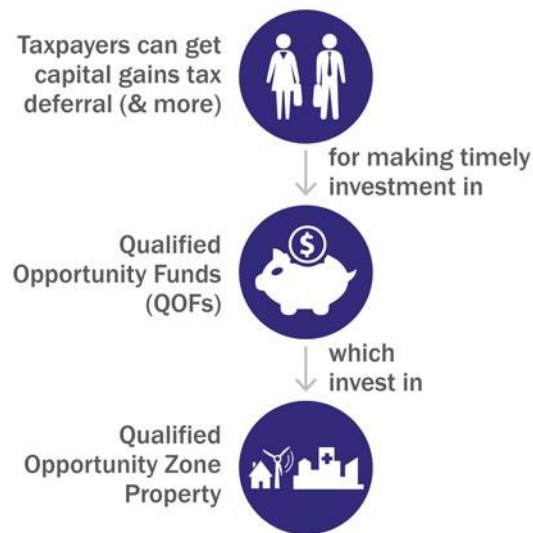 Taxpayers can get
capital gains tax
deferral (& more)
for making timely
investment in
$
Qualified
Opportunity Funds
(QOFs)
which
invest in
Qualified
Opportunity Zone
Property